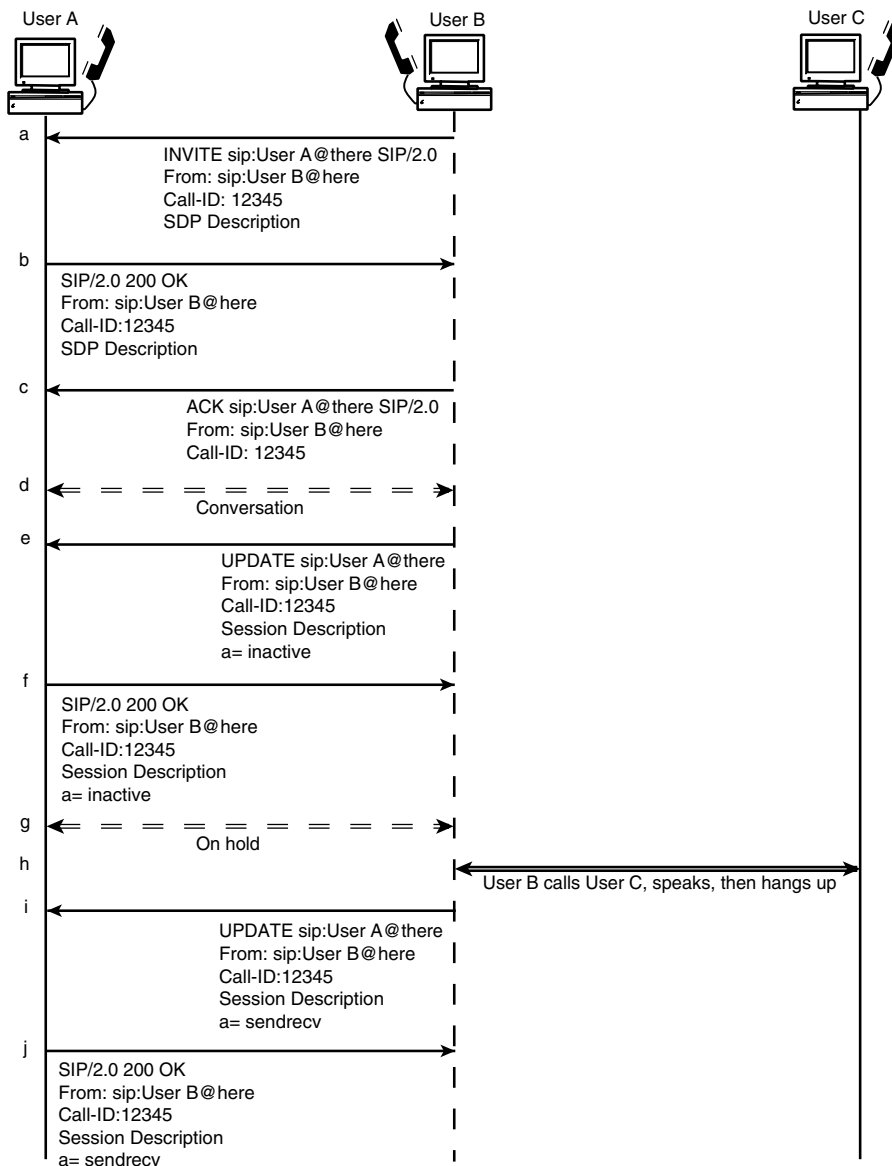 User A
User B
User C
a
INVITE sip:User A@there SIP/2.0
From: sip:User B@here
Call-ID: 12345
SDP Description
b
SIP/2.0 200 OK
From: sip:User B@here
Call-ID:12345
SDP Description
c
ACK sip:User A@there SIP/2.0
From: sip:User B@here
Call-ID: 12345
d
Conversation
e
UPDATE sip:User A@there
From: sip:User B@here
Call-ID:12345
Session Description
a= inactive
f
SIP/2.0 200 OK
From: sip:User B@here
Call-ID:12345
Session Description
a= inactive
g
On hold
h
User B calls User C, speaks, then hangs up
i
UPDATE sip:User A@there
From: sip:User B@here
Call-ID:12345
Session Description
a= sendrecv
j
SIP/2.0 200 OK
From: sip:User B@here
Call-ID:12345
Session Description
a= sendrecv